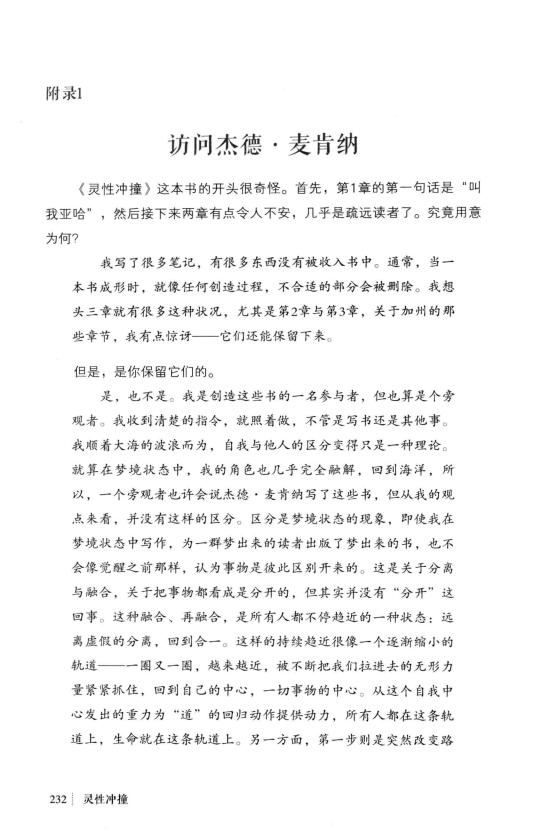 附录1
访问杰德·麦肯纳
《灵性冲撞》这本书的开头很奇怪。首先，第1章的第一句话是“叫
我亚哈”，然后接下来两章有点令人不安，几乎是疏远读者了。究竟用意
为何?
我写了很多笔记，有很多东西没有被收入书中。通常，当一
本书成形时，就像任何创造过程，不合适的部分会被删除。我想
头三章就有很多这种状况，尤其是第2章与第3章，关于加州的那
些章节，我有点惊讶——它们还能保留下来。
但是，是你保留它们的。
是，也不是。我是创造这些书的一名参与者，但也算是个旁
观者。我收到清楚的指令，就照着做，不管是写书还是其他事。
我顺着大海的波浪而为，自我与他人的区分变得只是一种理论。
就算在梦境状态中，我的角色也几乎完全融解，回到海洋，所
以，一个旁观者也许会说杰德·麦肯纳写了这些书，但从我的观
点来看，并没有这样的区分。区分是梦境状态的现象，即使我在
梦境状态中写作，为一群梦出来的读者出版了梦出来的书，也不
会像觉醒之前那样，认为事物是彼此区别开来的。这是关于分离
与融合，关于把事物都看成是分开的，但其实并没有“分开”这
回事。这种融合、再融合，是所有人都不停趋近的一种状态：远
离虚假的分离，回到合一。这样的持续趋近很像一个逐渐缩小的
轨道——一圈又一圈，越来越近，被不断把我们拉进去的无形力
量紧紧抓住，回到自己的中心，一切事物的中心。从这个自我中
心发出的重力为“道”的回归动作提供动力，所有人都在这条轨
道上，生命就在这条轨道上。另一方面，第一步则是突然改变路
232 灵性冲撞